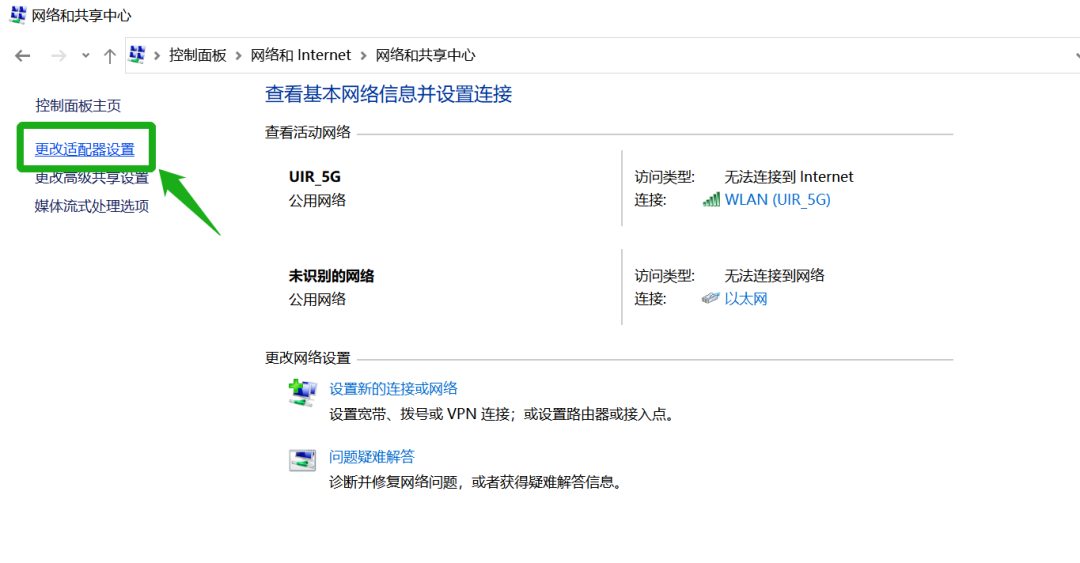 网络和共享中心
控制面板 > 网络和 Internet > 网络和共享中心
控制面板主页
更改适配器设置
更改高级共享设置
媒体流式处理选项
查看基本网络信息并设置连接
查看活动网络
UIR_5G
公用网络
访问类型: 无法连接到 Internet
连接: WLAN (UIR_5G)
未识别的网络
公用网络
访问类型: 无法连接到网络
连接: 以太网
更改网络设置
设置新的连接或网络
设置宽带、拨号或 VPN 连接；或设置路由器或接入点。
问题疑难解答
诊断并修复网络问题，或者获得疑难解答信息。